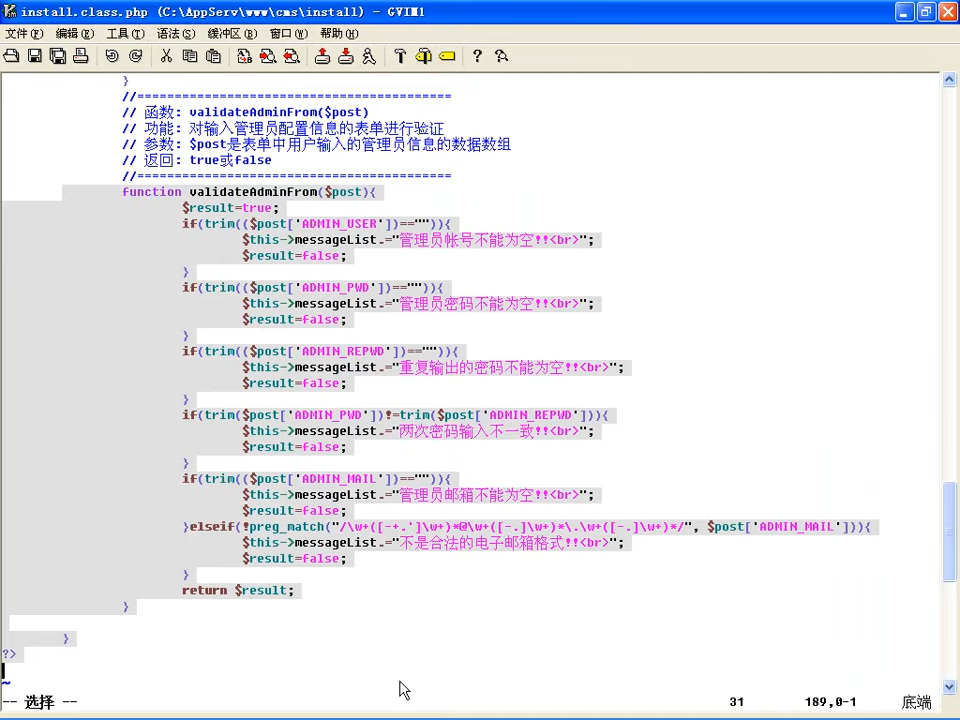 install.class.php (C:\AppServ\www\cms\install) - GVIM1
文件(F) 编辑(E) 工具(T) 语法(S) 缓冲区(B) 窗口(W) 帮助(H)
}
//==========================================
// 函数: validateAdminFrom($post)
// 功能: 对输入管理员配置信息的表单进行验证
// 参数: $post是表单中用户输入的管理员信息的数据数组
// 返回: true或false
//==========================================
function validateAdminFrom($post){
$result=true;
if(trim(($post['ADMIN_USER'])=="")){
$this->messageList.="管理员帐号不能为空!!<br>";
$result=false;
}
if(trim(($post['ADMIN_PWD'])=="")){
$this->messageList.="管理员密码不能为空!!<br>";
$result=false;
}
if(trim(($post['ADMIN_REPWD'])=="")){
$this->messageList.="重复输出的密码不能为空!!<br>";
$result=false;
}
if(trim($post['ADMIN_PWD'])!=trim($post['ADMIN_REPWD'])){
$this->messageList.="两次密码输入不一致!!<br>";
$result=false;
}
if(trim(($post['ADMIN_MAIL'])=="")){
$this->messageList.="管理员邮箱不能为空!!<br>";
$result=false;
}elseif(!preg_match("/\w+([-+.']\w+)*@\w+([-.]\w+)*\.\w+([-.]\w+)*/", $post['ADMIN_MAIL'])){
$this->messageList.="不是合法的电子邮箱格式!!<br>";
$result=false;
}
return $result;
}
}
?>
~
-- 选择 -- 31 189,0-1 底端